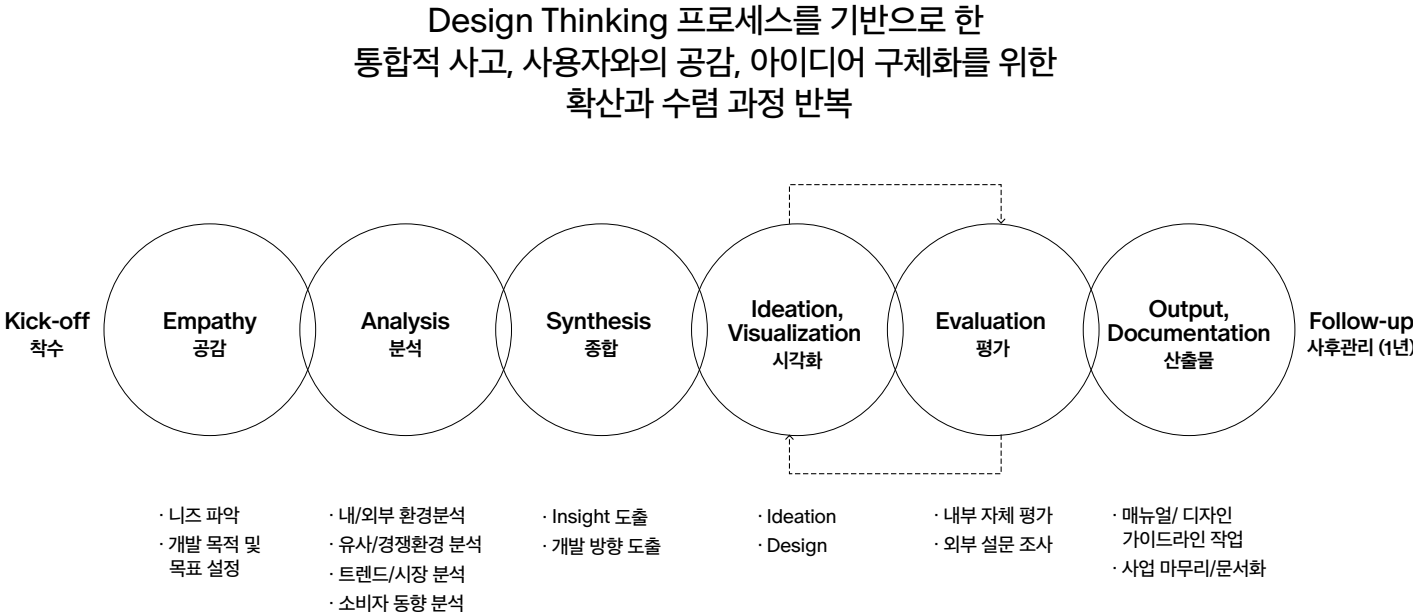 Design Thinking 프로세스를 기반으로 한
통합적 사고, 사용자와의 공감, 아이디어 구체화를 위한
확산과 수렴 과정 반복
Kick-off
착수
Empathy
공감
Analysis
분석
Synthesis
종합
Ideation,
Visualization
시각화
Evaluation
평가
Output,
Documentation
산출물
Follow-up
사후관리 (1년)
· 니즈 파악
· 개발 목적 및
목표 설정
· 내/외부 환경분석
· 유사/경쟁환경 분석
· 트렌드/시장 분석
· 소비자 동향 분석
· Insight 도출
· 개발 방향 도출
· Ideation
· Design
· 내부 자체 평가
· 외부 설문 조사
· 매뉴얼/ 디자인
가이드라인 작업
· 사업 마무리/문서화